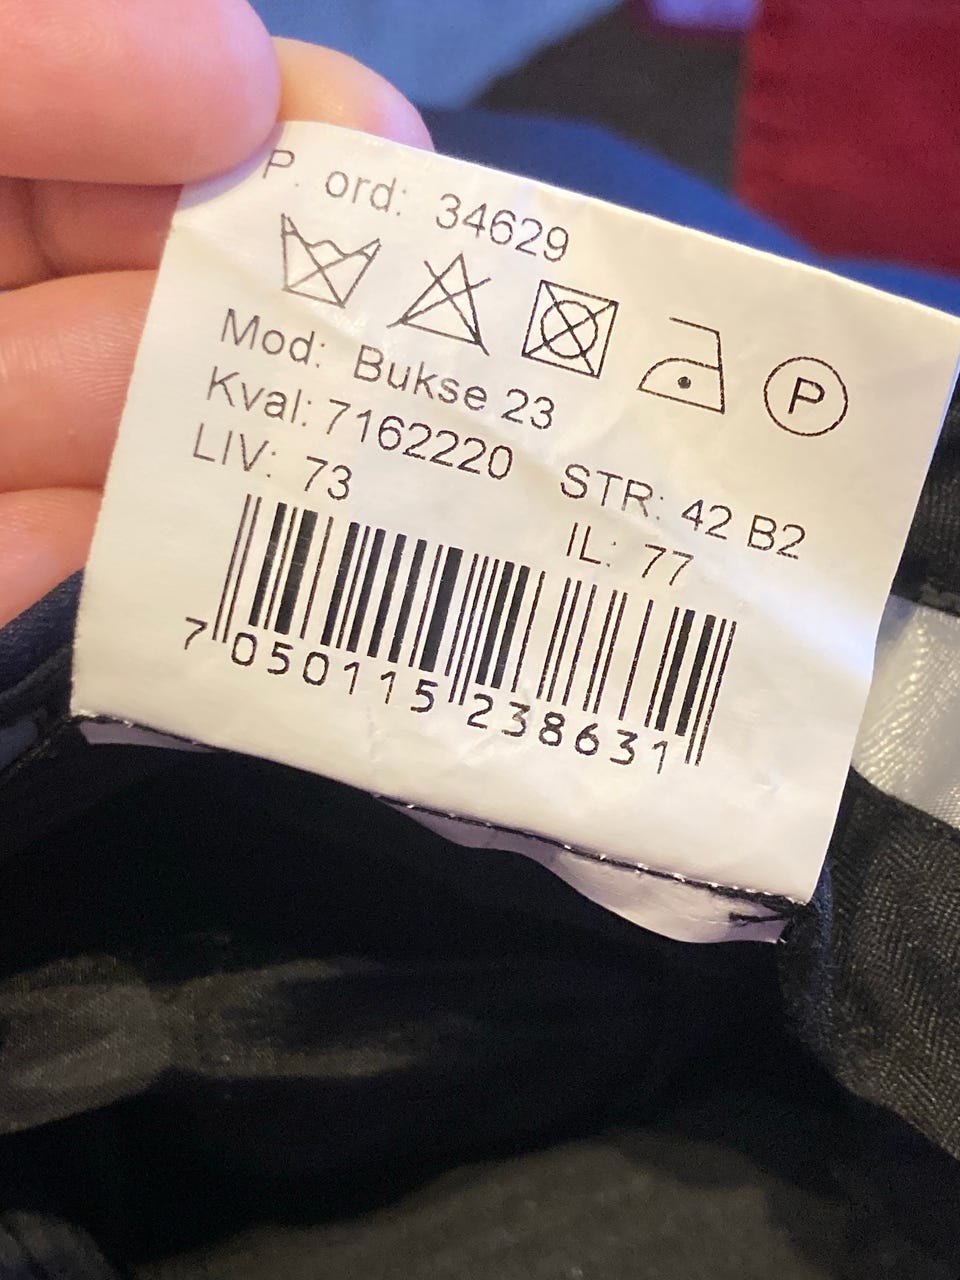 P. ord: 34629
P
Mod: Bukse 23
Kval: 7162220 STR: 42 B2
LIV: 73 IL: 77
7 050115 238631